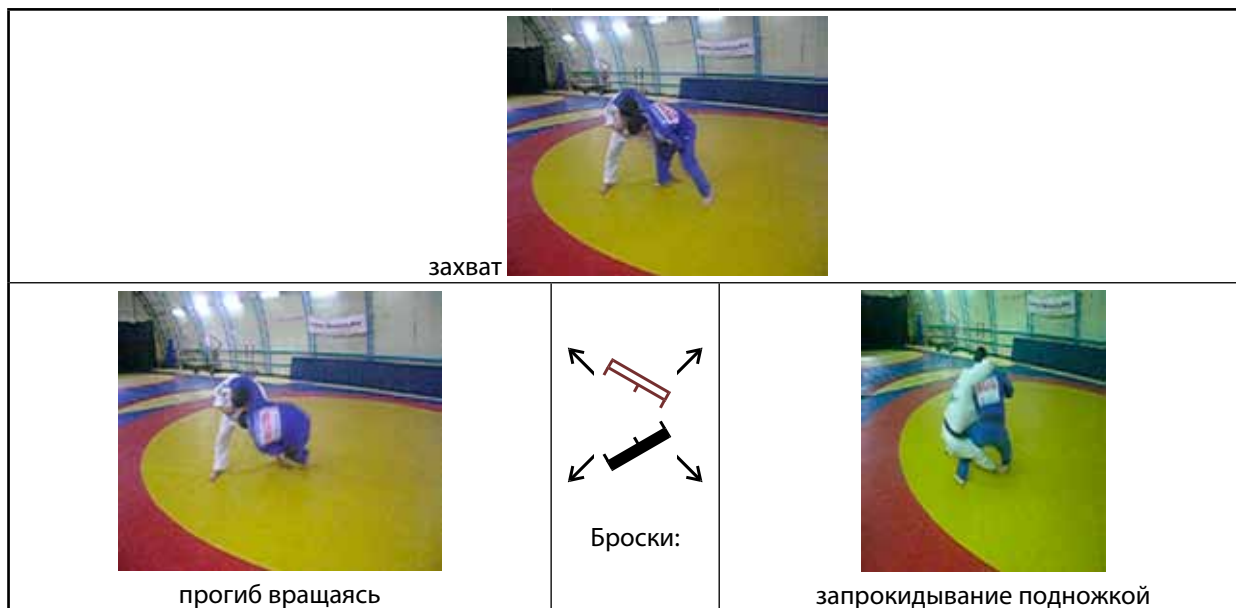 захват
Броски:
прогиб вращаясь
запрокидывание подножкой